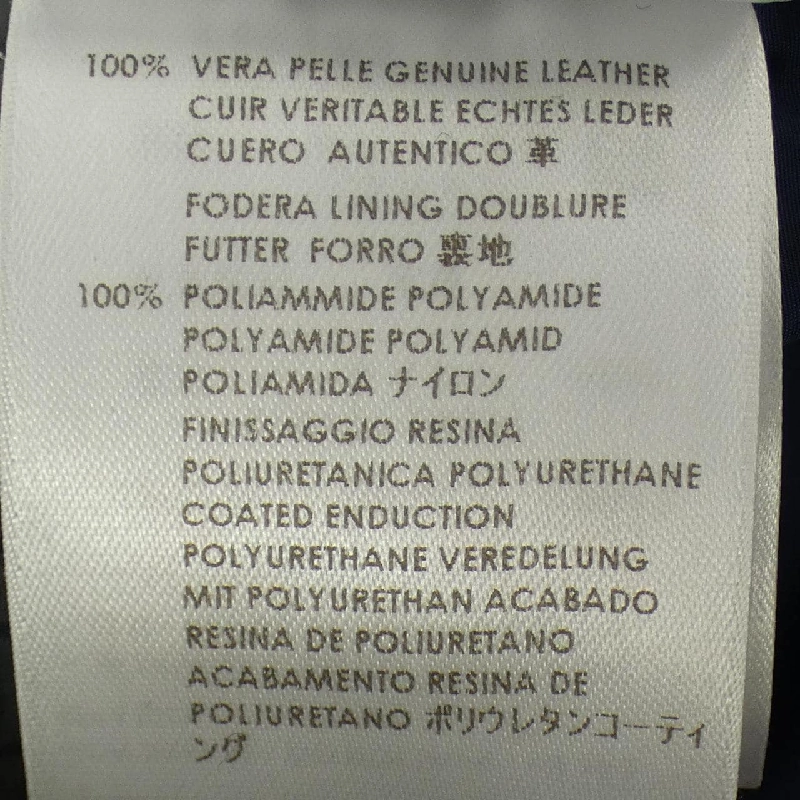 100% VERA PELLE GENUINE LEATHER
CUIR VERITABLE ECHTES LEDER
CUERO AUTENTICO 革
FODERA LINING DOUBLURE
FUTTER FORRO 裏地
100% POLIAMMIDE POLYAMIDE
POLYAMIDE POLYAMID
POLIAMIDA ナイロン
FINISSAGGIO RESINA
POLIURETANICA POLYURETHANE
COATED ENDUCTION
POLYURETHANE VEREDELUNG
MIT POLYURETHAN ACABADO
RESINA DE POLIURETANO
ACABAMENTO RESINA DE
POLIURETANO ポリウレタンコーティ
ング